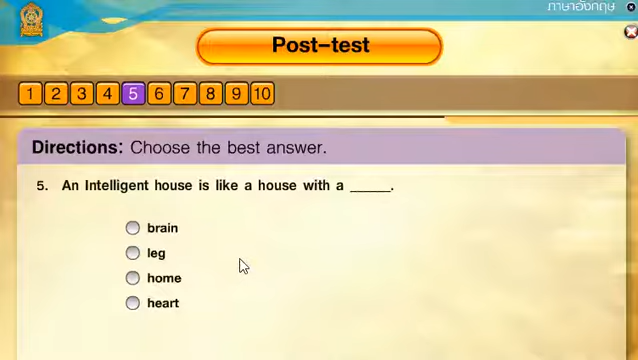 ภาษาอังกฤษ
Post-test
1 2 3 4 5 6 7 8 9 10
Directions: Choose the best answer.
5. An Intelligent house is like a house with a _____.
brain
leg
home
heart